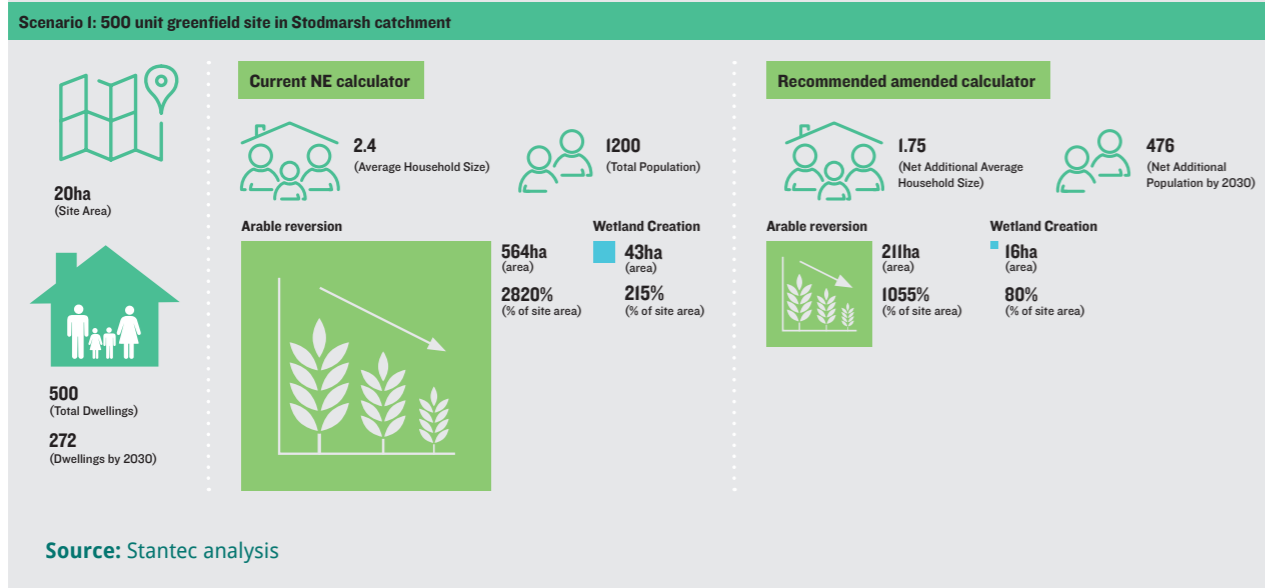 Scenario 1: 500 unit greenfield site in Stodmarsh catchment
20ha
(Site Area)
500
(Total Dwellings)
272
(Dwellings by 2030)
Current NE calculator
2.4
(Average Household Size)
1200
(Total Population)
Arable reversion
564ha
(area)
2820%
(% of site area)
Wetland Creation
43ha
(area)
215%
(% of site area)
Recommended amended calculator
1.75
(Net Additional Average
Household Size)
476
(Net Additional
Population by 2030)
Arable reversion
211ha
(area)
1055%
(% of site area)
Wetland Creation
16ha
(area)
80%
(% of site area)
Source: Stantec analysis